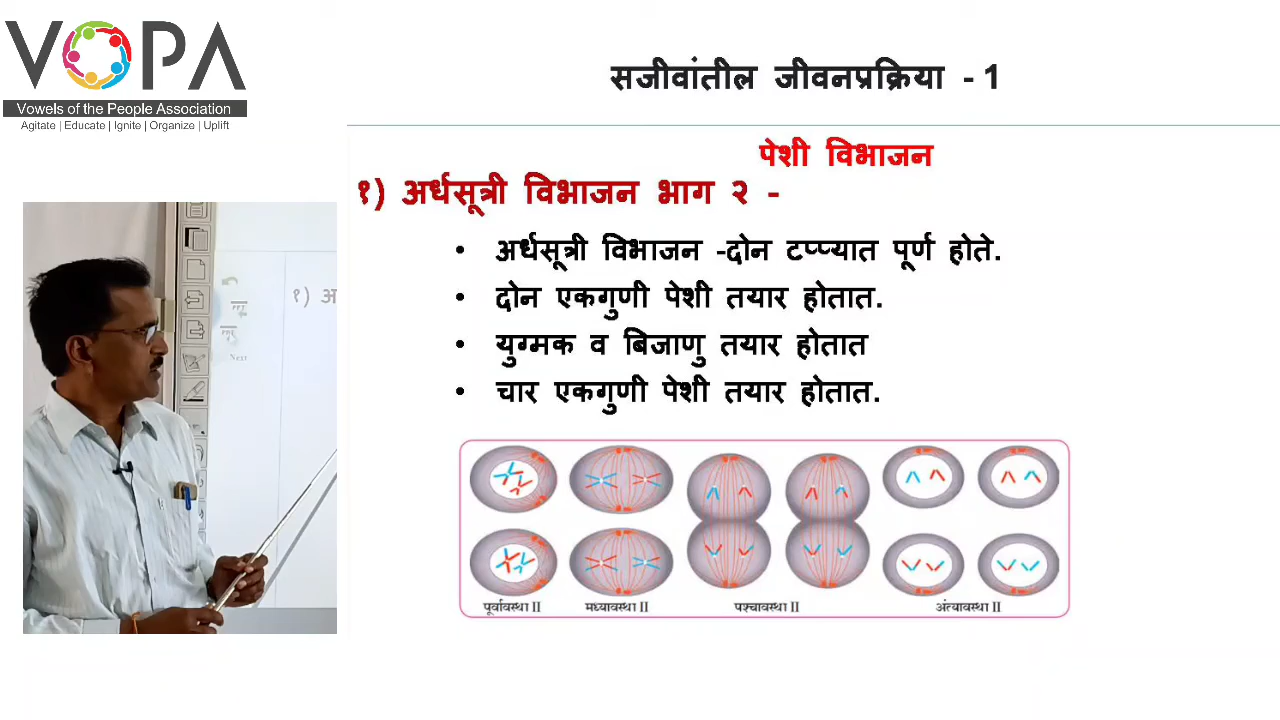 VOPA
Vowels of the People Association
Agitate | Educate | Ignite | Organize | Uplift
सजीवांतील जीवनप्रक्रिया - 1
पेशी विभाजन
१) अर्धसूत्री विभाजन भाग २ -
• अर्धसूत्री विभाजन -दोन टप्प्यात पूर्ण होते.
• दोन एकगुणी पेशी तयार होतात.
• युग्मक व बिजाणु तयार होतात
• चार एकगुणी पेशी तयार होतात.
पूर्वावस्था II मध्यावस्था II पश्चावस्था II अंत्यावस्था II
१) अ
Next